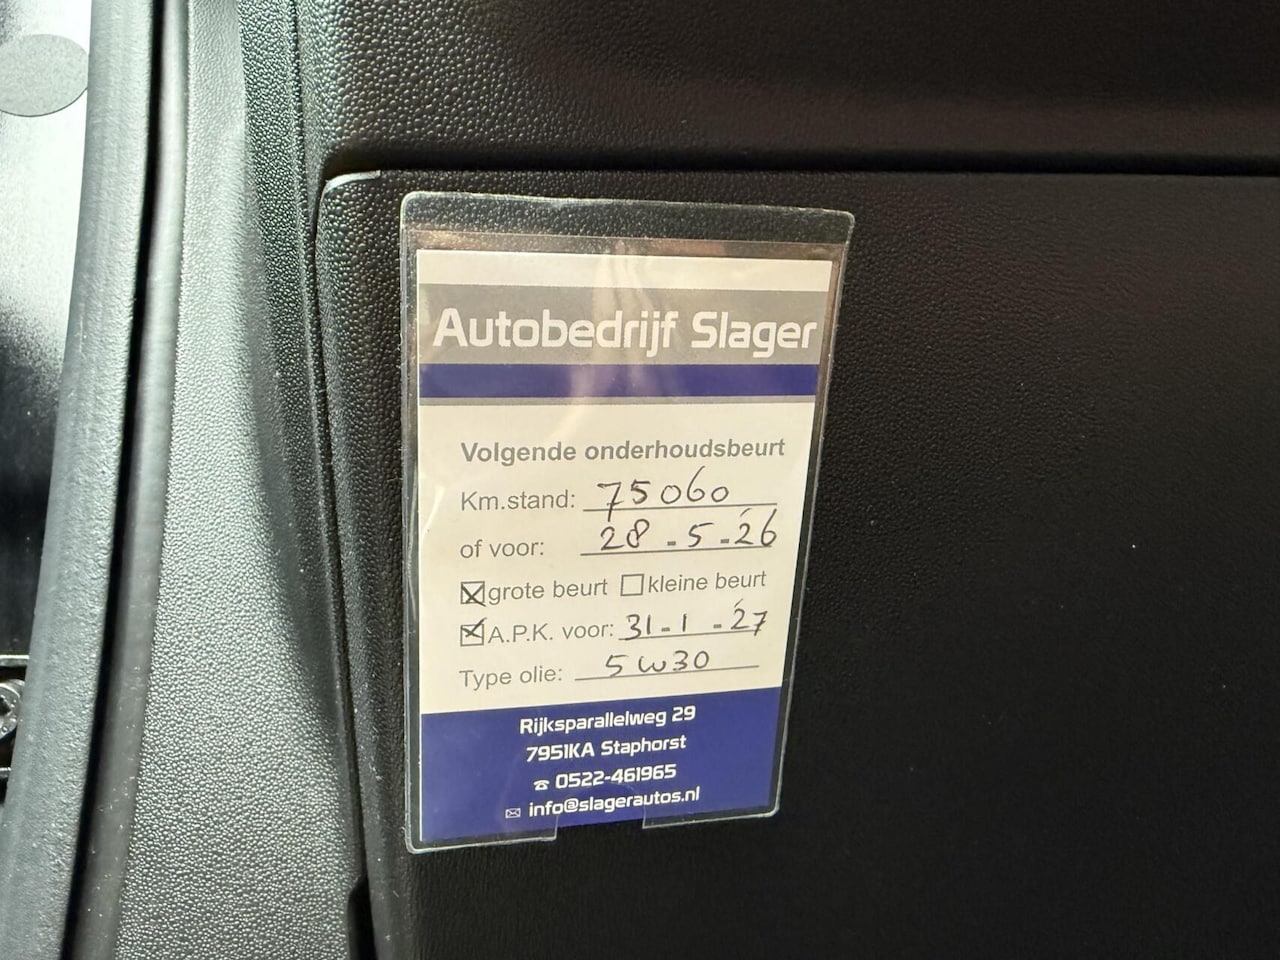 Autobedrijf Slager
Volgende onderhoudsbeurt
Km.stand: 75060
of voor: 28-5-'26
☒ grote beurt ☐ kleine beurt
☒ A.P.K. voor: 31-1-'27
Type olie: 5W30
Rijksparallelweg 29
7951KA Staphorst
☎ 0522-461965
✉ info@slagerautos.nl